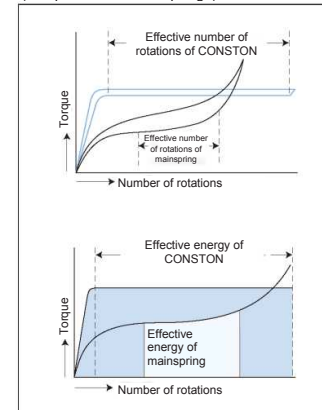 Effective number of
rotations of CONSTON
Torque
Effective number
of rotations of
mainspring
Number of rotations
Effective energy of
CONSTON
Torque
Effective
energy of
mainspring
Number of rotations